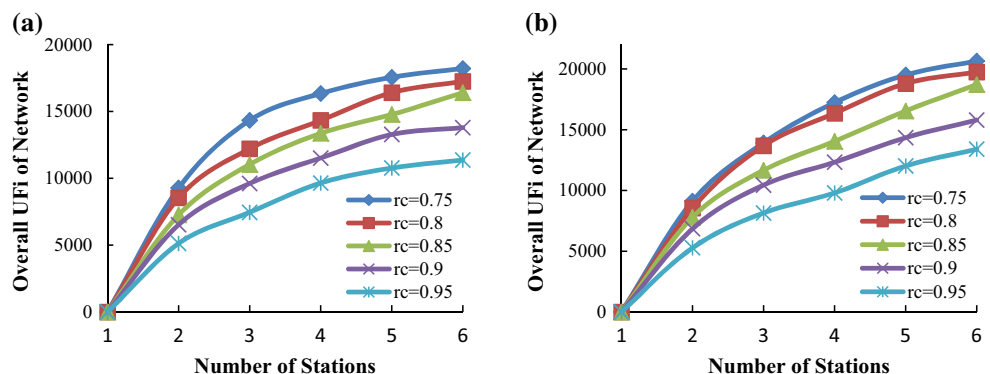 (a)
Overall UFi of Network
20000
15000
10000
5000
0
1 2 3 4 5 6
Number of Stations
rc=0.75
rc=0.8
rc=0.85
rc=0.9
rc=0.95
(b)
Overall UFi of Network
20000
15000
10000
5000
0
1 2 3 4 5 6
Number of Stations
rc=0.75
rc=0.8
rc=0.85
rc=0.9
rc=0.95